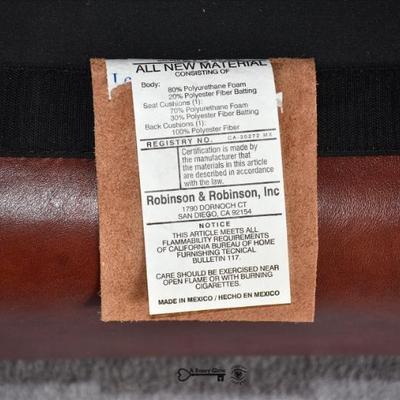 ALL NEW MATERIAL
CONSISTING OF
Body: 80% Polyurethane Foam
20% Polyester Fiber Batting
Seat Cushions (1):
70% Polyurethane Foam
30% Polyester Fiber Batting
Back Cushions (1):
100% Polyester Fiber
REGISTRY NO. CA-30272 MX
Certification is made by
the manufacturer that
the materials in this article
are described in accordance
with the law.
Robinson & Robinson, Inc
1790 DORNOCH CT
SAN DIEGO, CA 92154
NOTICE
THIS ARTICLE MEETS ALL
FLAMMABILITY REQUIREMENTS
OF CALIFORNIA BUREAU OF HOME
FURNISHING TECNICAL
BULLETIN 117.
CARE SHOULD BE EXERCISED NEAR
OPEN FLAME OR WITH BURNING
CIGARETTES.
MADE IN MEXICO / HECHO EN MEXICO